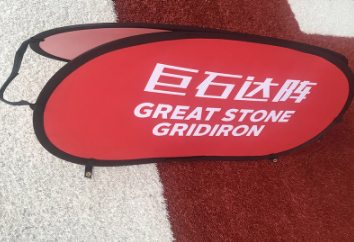 巨石达阵
GREAT STONE
GRIDIRON